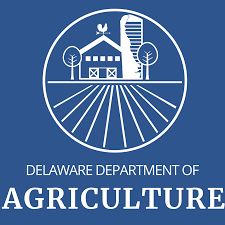 DELAWARE DEPARTMENT OF
AGRICULTURE